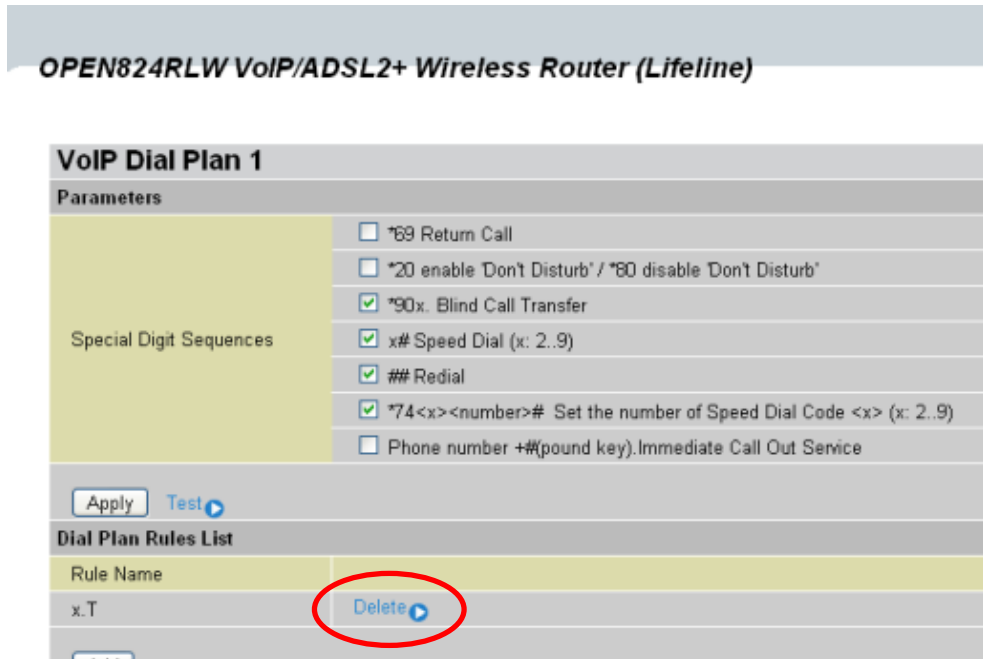 OPEN824RLW VoIP/ADSL2+ Wireless Router (Lifeline)
VoIP Dial Plan 1
Parameters
Special Digit Sequences
*69 Return Call
*20 enable 'Don't Disturb' / *80 disable 'Don't Disturb'
*90x. Blind Call Transfer
x# Speed Dial (x: 2..9)
## Redial
*74<x><number># Set the number of Speed Dial Code <x> (x: 2..9)
Phone number +#(pound key).Immediate Call Out Service
Apply Test
Dial Plan Rules List
Rule Name
x.T Delete